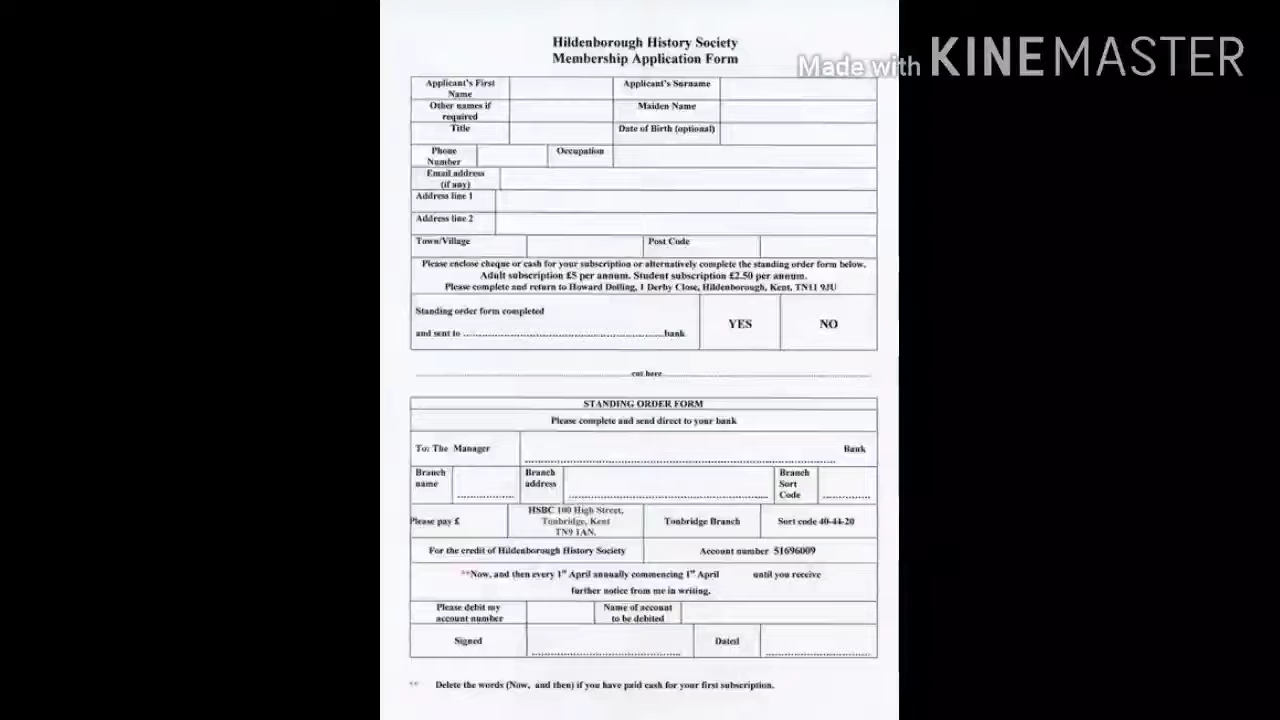 Made with KINEMASTER
Hildenborough History Society
Membership Application Form
Applicant's First Name
Applicant's Surname
Other names if required
Maiden Name
Title
Date of Birth (optional)
Phone Number
Occupation
Email address (if any)
Address line 1
Address line 2
Town/Village
Post Code
Please enclose cheque or cash for your subscription or alternatively complete the standing order form below.
Adult subscription £5 per annum. Student subscription £2.50 per annum.
Please complete and return to Howard Dolling, 1 Derby Close, Hildenborough, Kent, TN11 9JU
Standing order form completed
and sent to ........................................ bank
YES
NO
cut here
STANDING ORDER FORM
Please complete and send direct to your bank
To: The Manager
Bank
Branch name
Branch address
Branch Sort Code
Please pay £
HSBC 100 High Street,
Tonbridge, Kent
TN9 1AN.
Tonbridge Branch
Sort code 40-44-20
For the credit of Hildenborough History Society
Account number 51696009
**Now, and then every 1st April annually commencing 1st April until you receive
further notice from me in writing.
Please debit my account number
Name of account to be debited
Signed
Dated
** Delete the words (Now, and then) if you have paid cash for your first subscription.